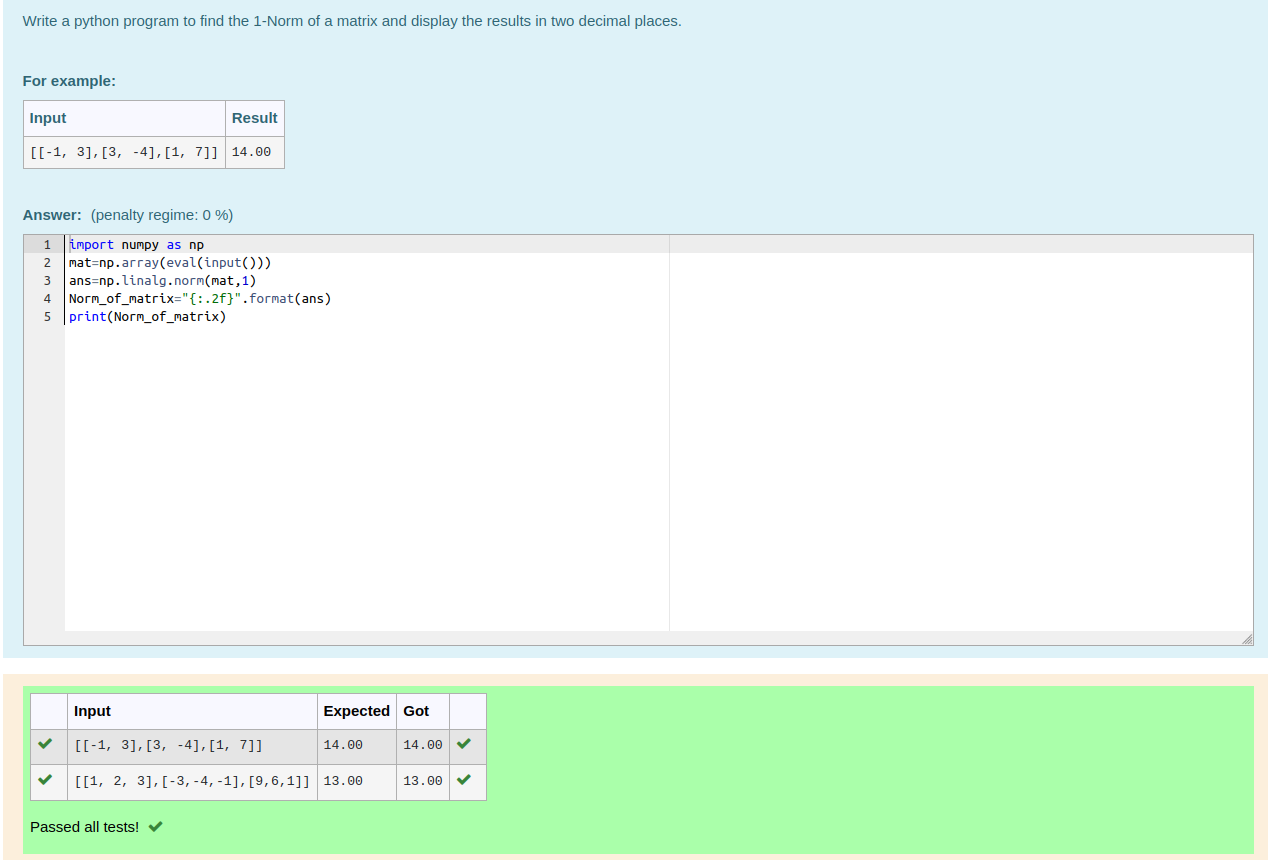 Write a python program to find the 1-Norm of a matrix and display the results in two decimal places.
For example:
Input Result
[[-1, 3],[3, -4],[1, 7]] 14.00
Answer: (penalty regime: 0 %)
1 import numpy as np
2 mat=np.array(eval(input()))
3 ans=np.linalg.norm(mat,1)
4 Norm_of_matrix="{:.2f}".format(ans)
5 print(Norm_of_matrix)
Input Expected Got
[[-1, 3],[3, -4],[1, 7]] 14.00 14.00
[[1, 2, 3],[-3,-4,-1],[9,6,1]] 13.00 13.00
Passed all tests!